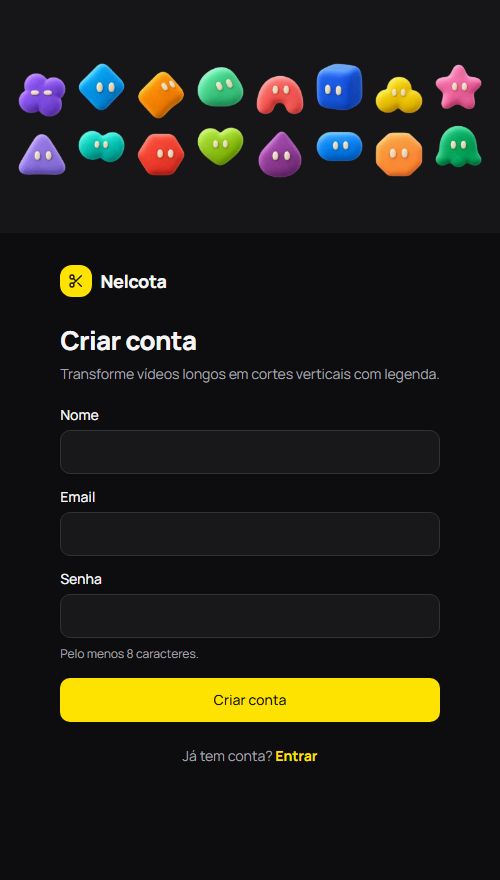 Nelcota
Criar conta
Transforme vídeos longos em cortes verticais com legenda.
Nome
Email
Senha
Pelo menos 8 caracteres.
Criar conta
Já tem conta? Entrar